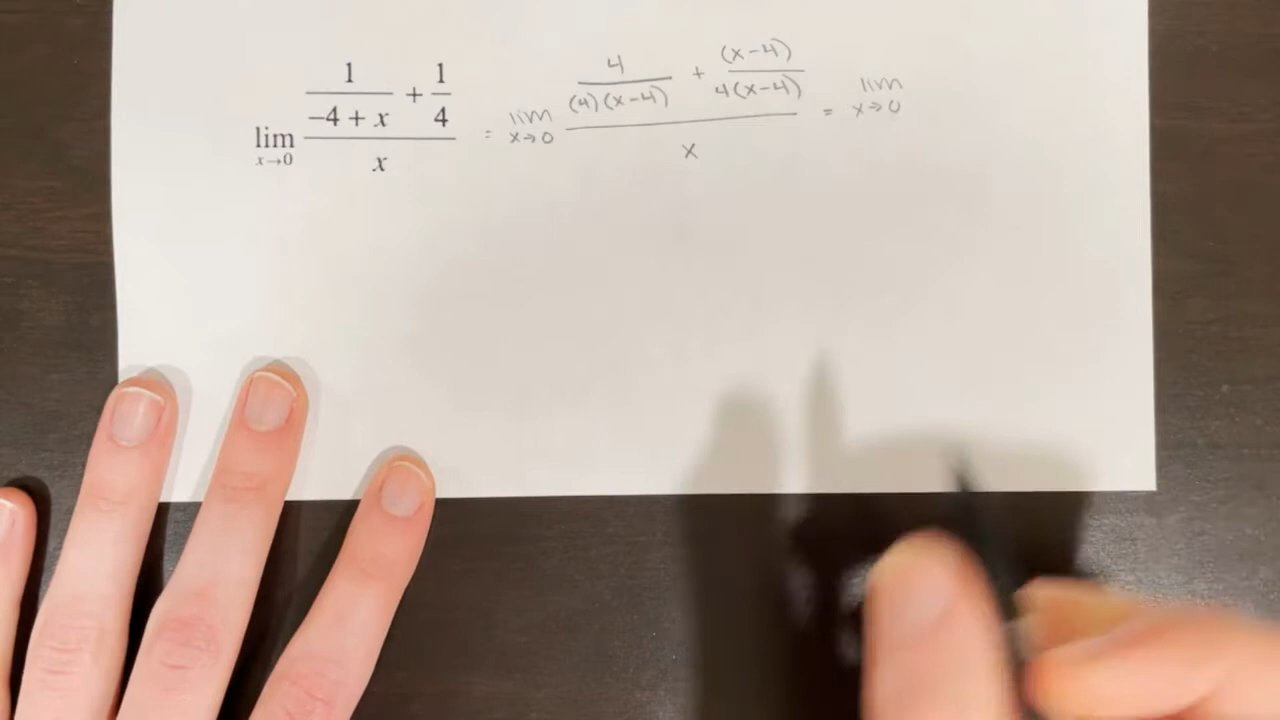 lim x→0 (1/(−4 + x) + 1/4)/x = lim x→0 (4/((4)(x−4)) + (x−4)/(4(x−4)))/x = lim x→0